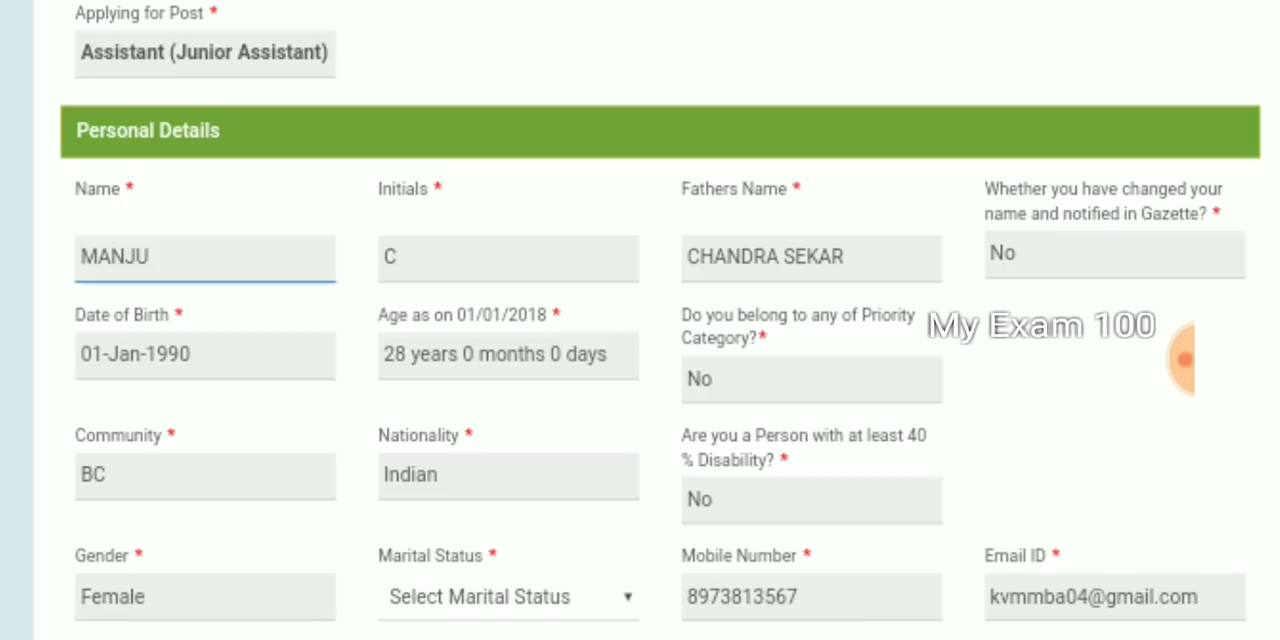 Applying for Post *
Assistant (Junior Assistant)
Personal Details
Name *
Initials *
Fathers Name *
Whether you have changed your
name and notified in Gazette? *
MANJU
C
CHANDRA SEKAR
No
Date of Birth *
Age as on 01/01/2018 *
Do you belong to any of Priority
Category?*
My Exam 100
01-Jan-1990
28 years 0 months 0 days
No
Community *
Nationality *
Are you a Person with at least 40
% Disability? *
BC
Indian
No
Gender *
Marital Status *
Mobile Number *
Email ID *
Female
Select Marital Status
8973813567
kvmmba04@gmail.com